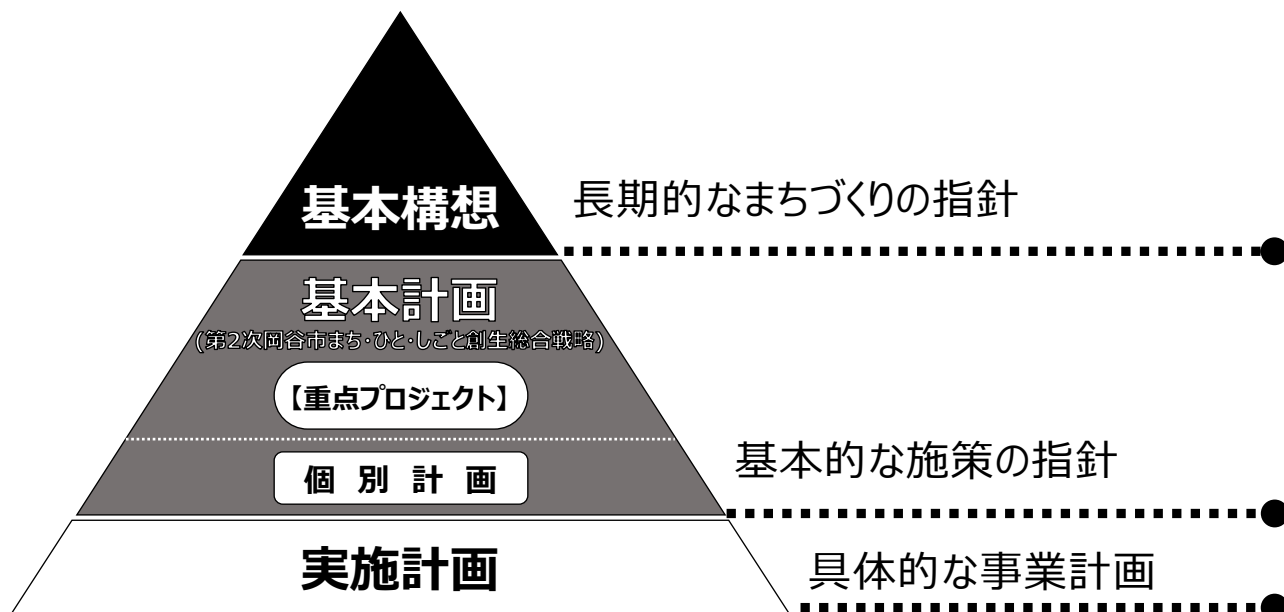 基本構想
長期的なまちづくりの指針
基本計画
(第2次岡谷市まち・ひと・しごと創生総合戦略)
【重点プロジェクト】
個別計画
基本的な施策の指針
実施計画
具体的な事業計画